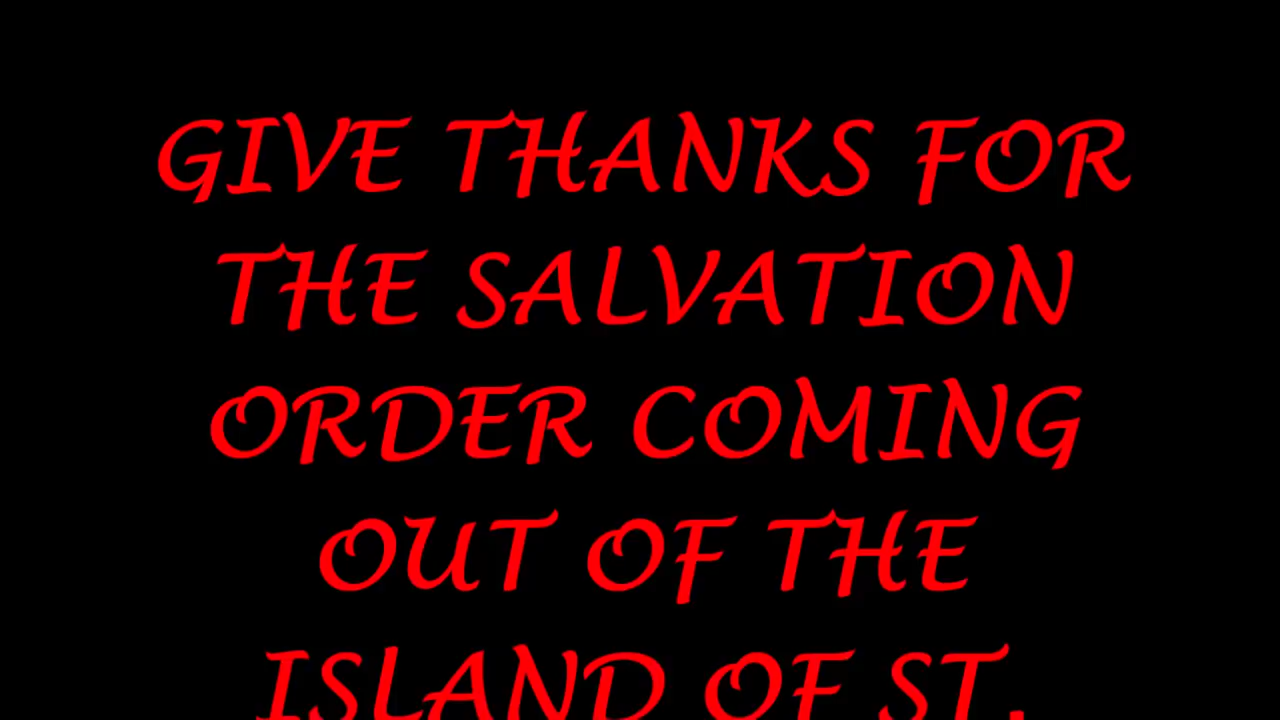 GIVE THANKS FOR
THE SALVATION
ORDER COMING
OUT OF THE
ISLAND OF ST.